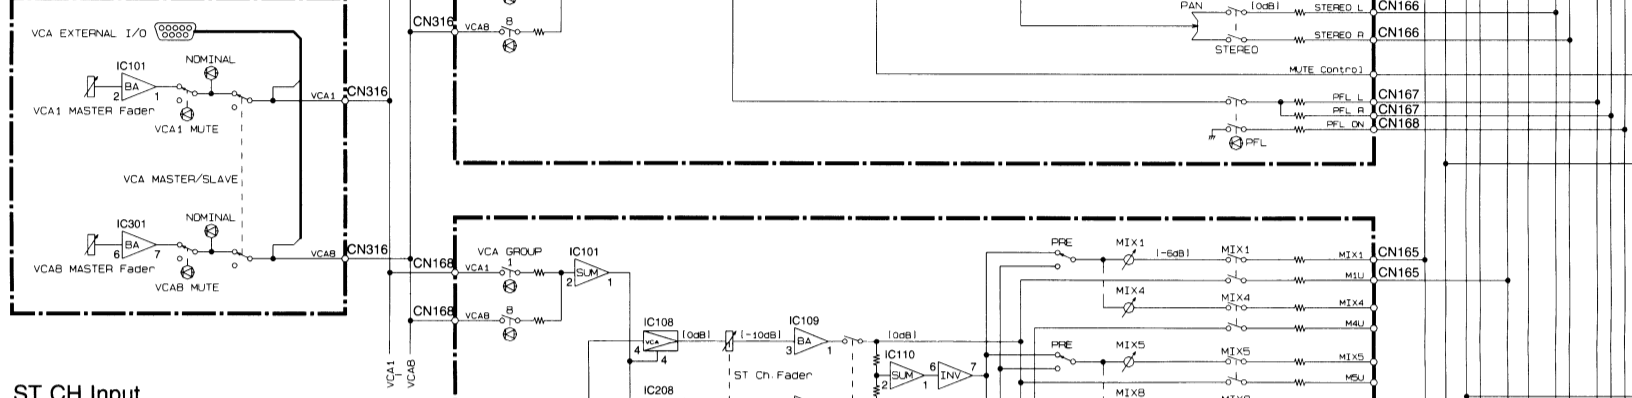 VCA EXTERNAL I/O
NOMINAL
IC101
BA
2 1
VCA1 MASTER Fader
VCA1 MUTE
VCA1
CN316
VCA MASTER/SLAVE
NOMINAL
IC301
BA
6 7
VCA8 MASTER Fader
VCA8 MUTE
VCA8
CN316
ST CH Input
VCA1
VCA8
CN316
VCA8
8
PAN
[0dB]
STEREO L
CN166
STEREO R
CN166
STEREO
MUTE Control
PFL L
CN167
PFL R
CN167
PFL ON
CN168
PFL
VCA GROUP
CN168
VCA1
1
IC101
SUM
2 1
CN168
VCA8
8
IC108
VCA
4
4
[0dB]
[-10dB]
IC109
BA
3 1
[0dB]
ST Ch. Fader
IC110
SUM
2 1
6
INV
7
IC208
PRE
MIX1
[-6dB]
MIX1
MIX1
CN165
M1U
CN165
MIX4
MIX4
MIX4
M4U
PRE
MIX5
MIX5
MIX5
M5U
MIX8